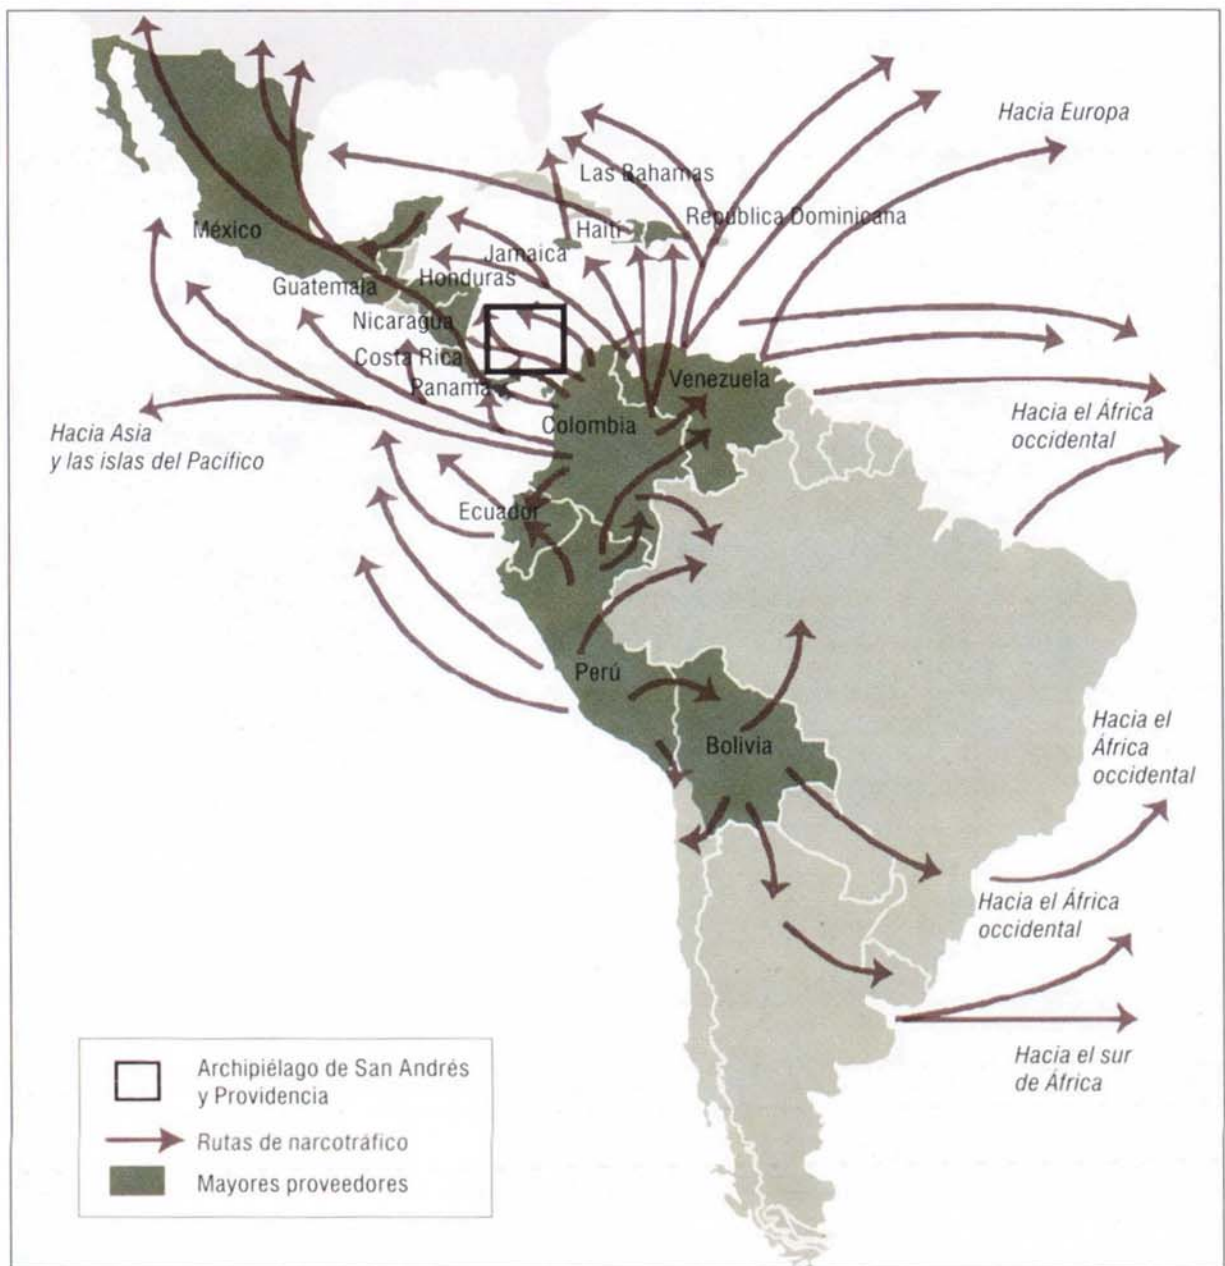 Hacia Europa
Las Bahamas
República Dominicana
México
Haití
Jamaica
Guatemala
Honduras
Nicaragua
Costa Rica
Panamá
Venezuela
Colombia
Hacia Asia
y las islas del Pacífico
Hacia el África
occidental
Ecuador
Perú
Bolivia
Hacia el
África
occidental
Hacia el África
occidental
Hacia el sur
de África
Archipiélago de San Andrés
y Providencia
Rutas de narcotráfico
Mayores proveedores